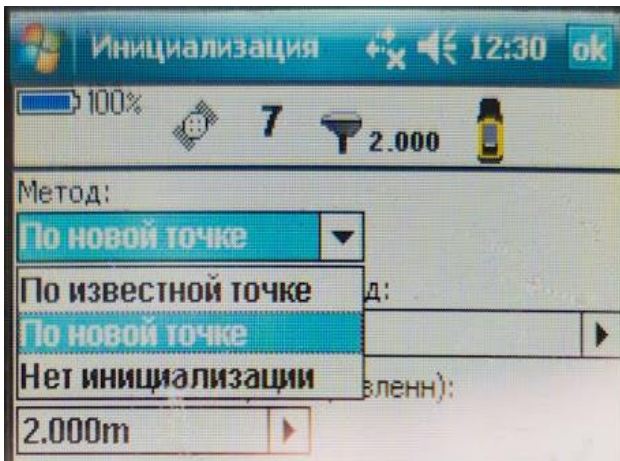 Инициализация 12:30 ok
100% 7 2.000
Метод:
По новой точке
По известной точке
д:
По новой точке
Нет инициализации
вленн):
2.000m